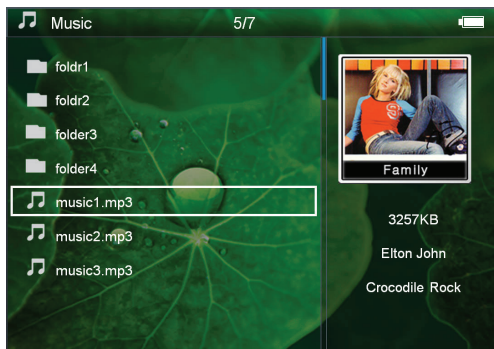 Music 5/7
foldr1
foldr2
folder3
folder4
music1.mp3
music2.mp3
music3.mp3
Family
3257KB
Elton John
Crocodile Rock